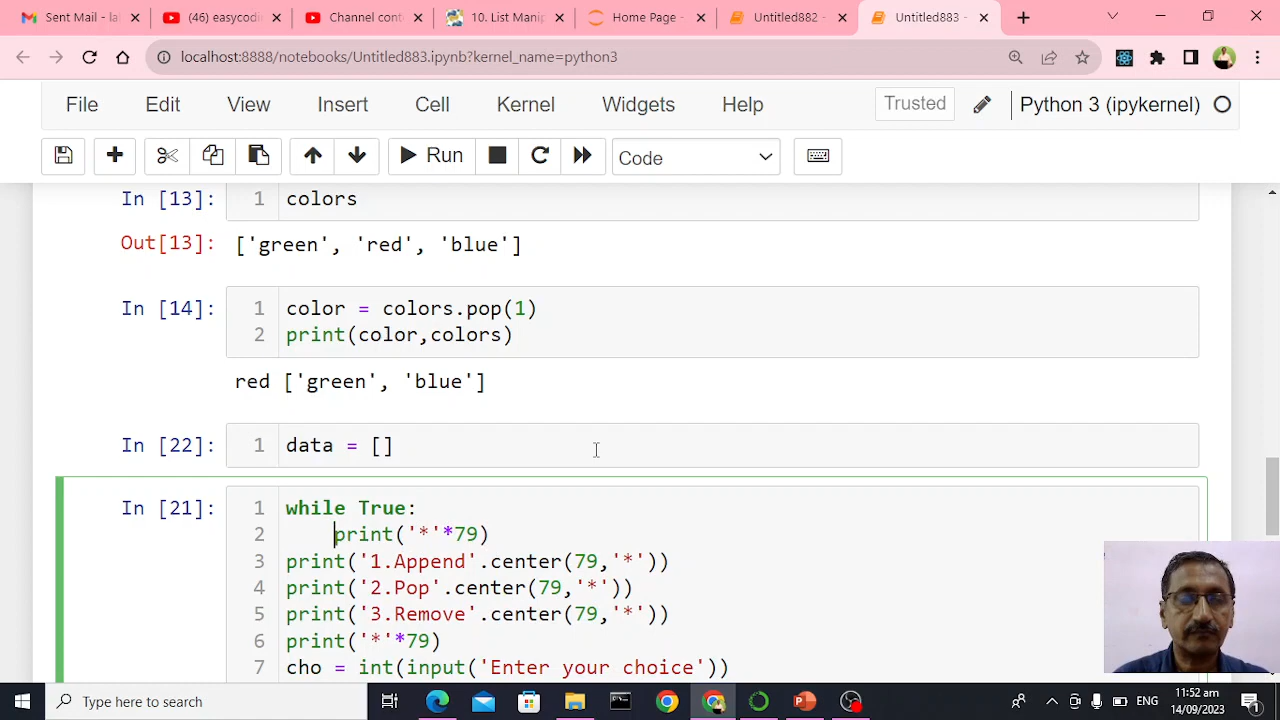 Sent Mail - la
(46) easycodi
Channel cont
10. List Manip
Home Page -
Untitled882 -
Untitled883 -
localhost:8888/notebooks/Untitled883.ipynb?kernel_name=python3
File Edit View Insert Cell Kernel Widgets Help Trusted Python 3 (ipykernel)
Run Code
In [13]: 1 colors
Out[13]: ['green', 'red', 'blue']
In [14]: 1 color = colors.pop(1)
2 print(color,colors)
red ['green', 'blue']
In [22]: 1 data = []
In [21]: 1 while True:
2 print('*'*79)
3 print('1.Append'.center(79,'*'))
4 print('2.Pop'.center(79,'*'))
5 print('3.Remove'.center(79,'*'))
6 print('*'*79)
7 cho = int(input('Enter your choice'))
Type here to search
ENG
11:52 am
14/09/2023
1